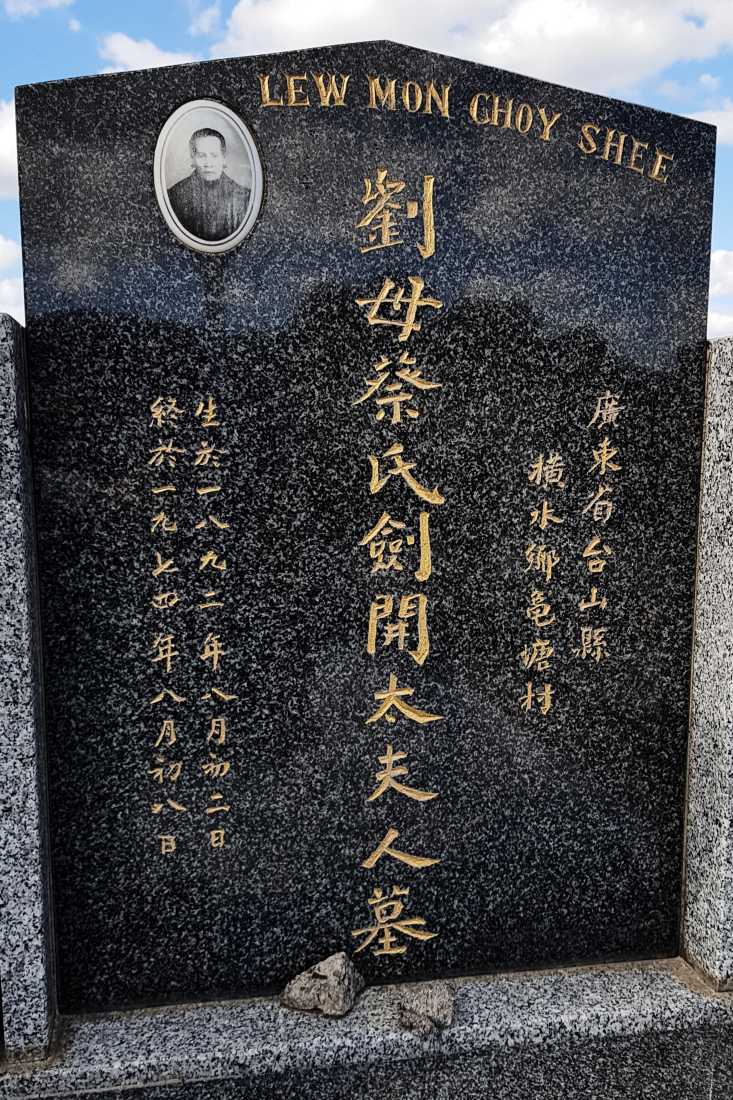 LEW MON CHOY SHEE
廣東省台山縣
橫水鄉龟塘村
劉母蔡氏劍開太夫人墓
生於一八九二年八月初二日
終於一九七四年八月初八日